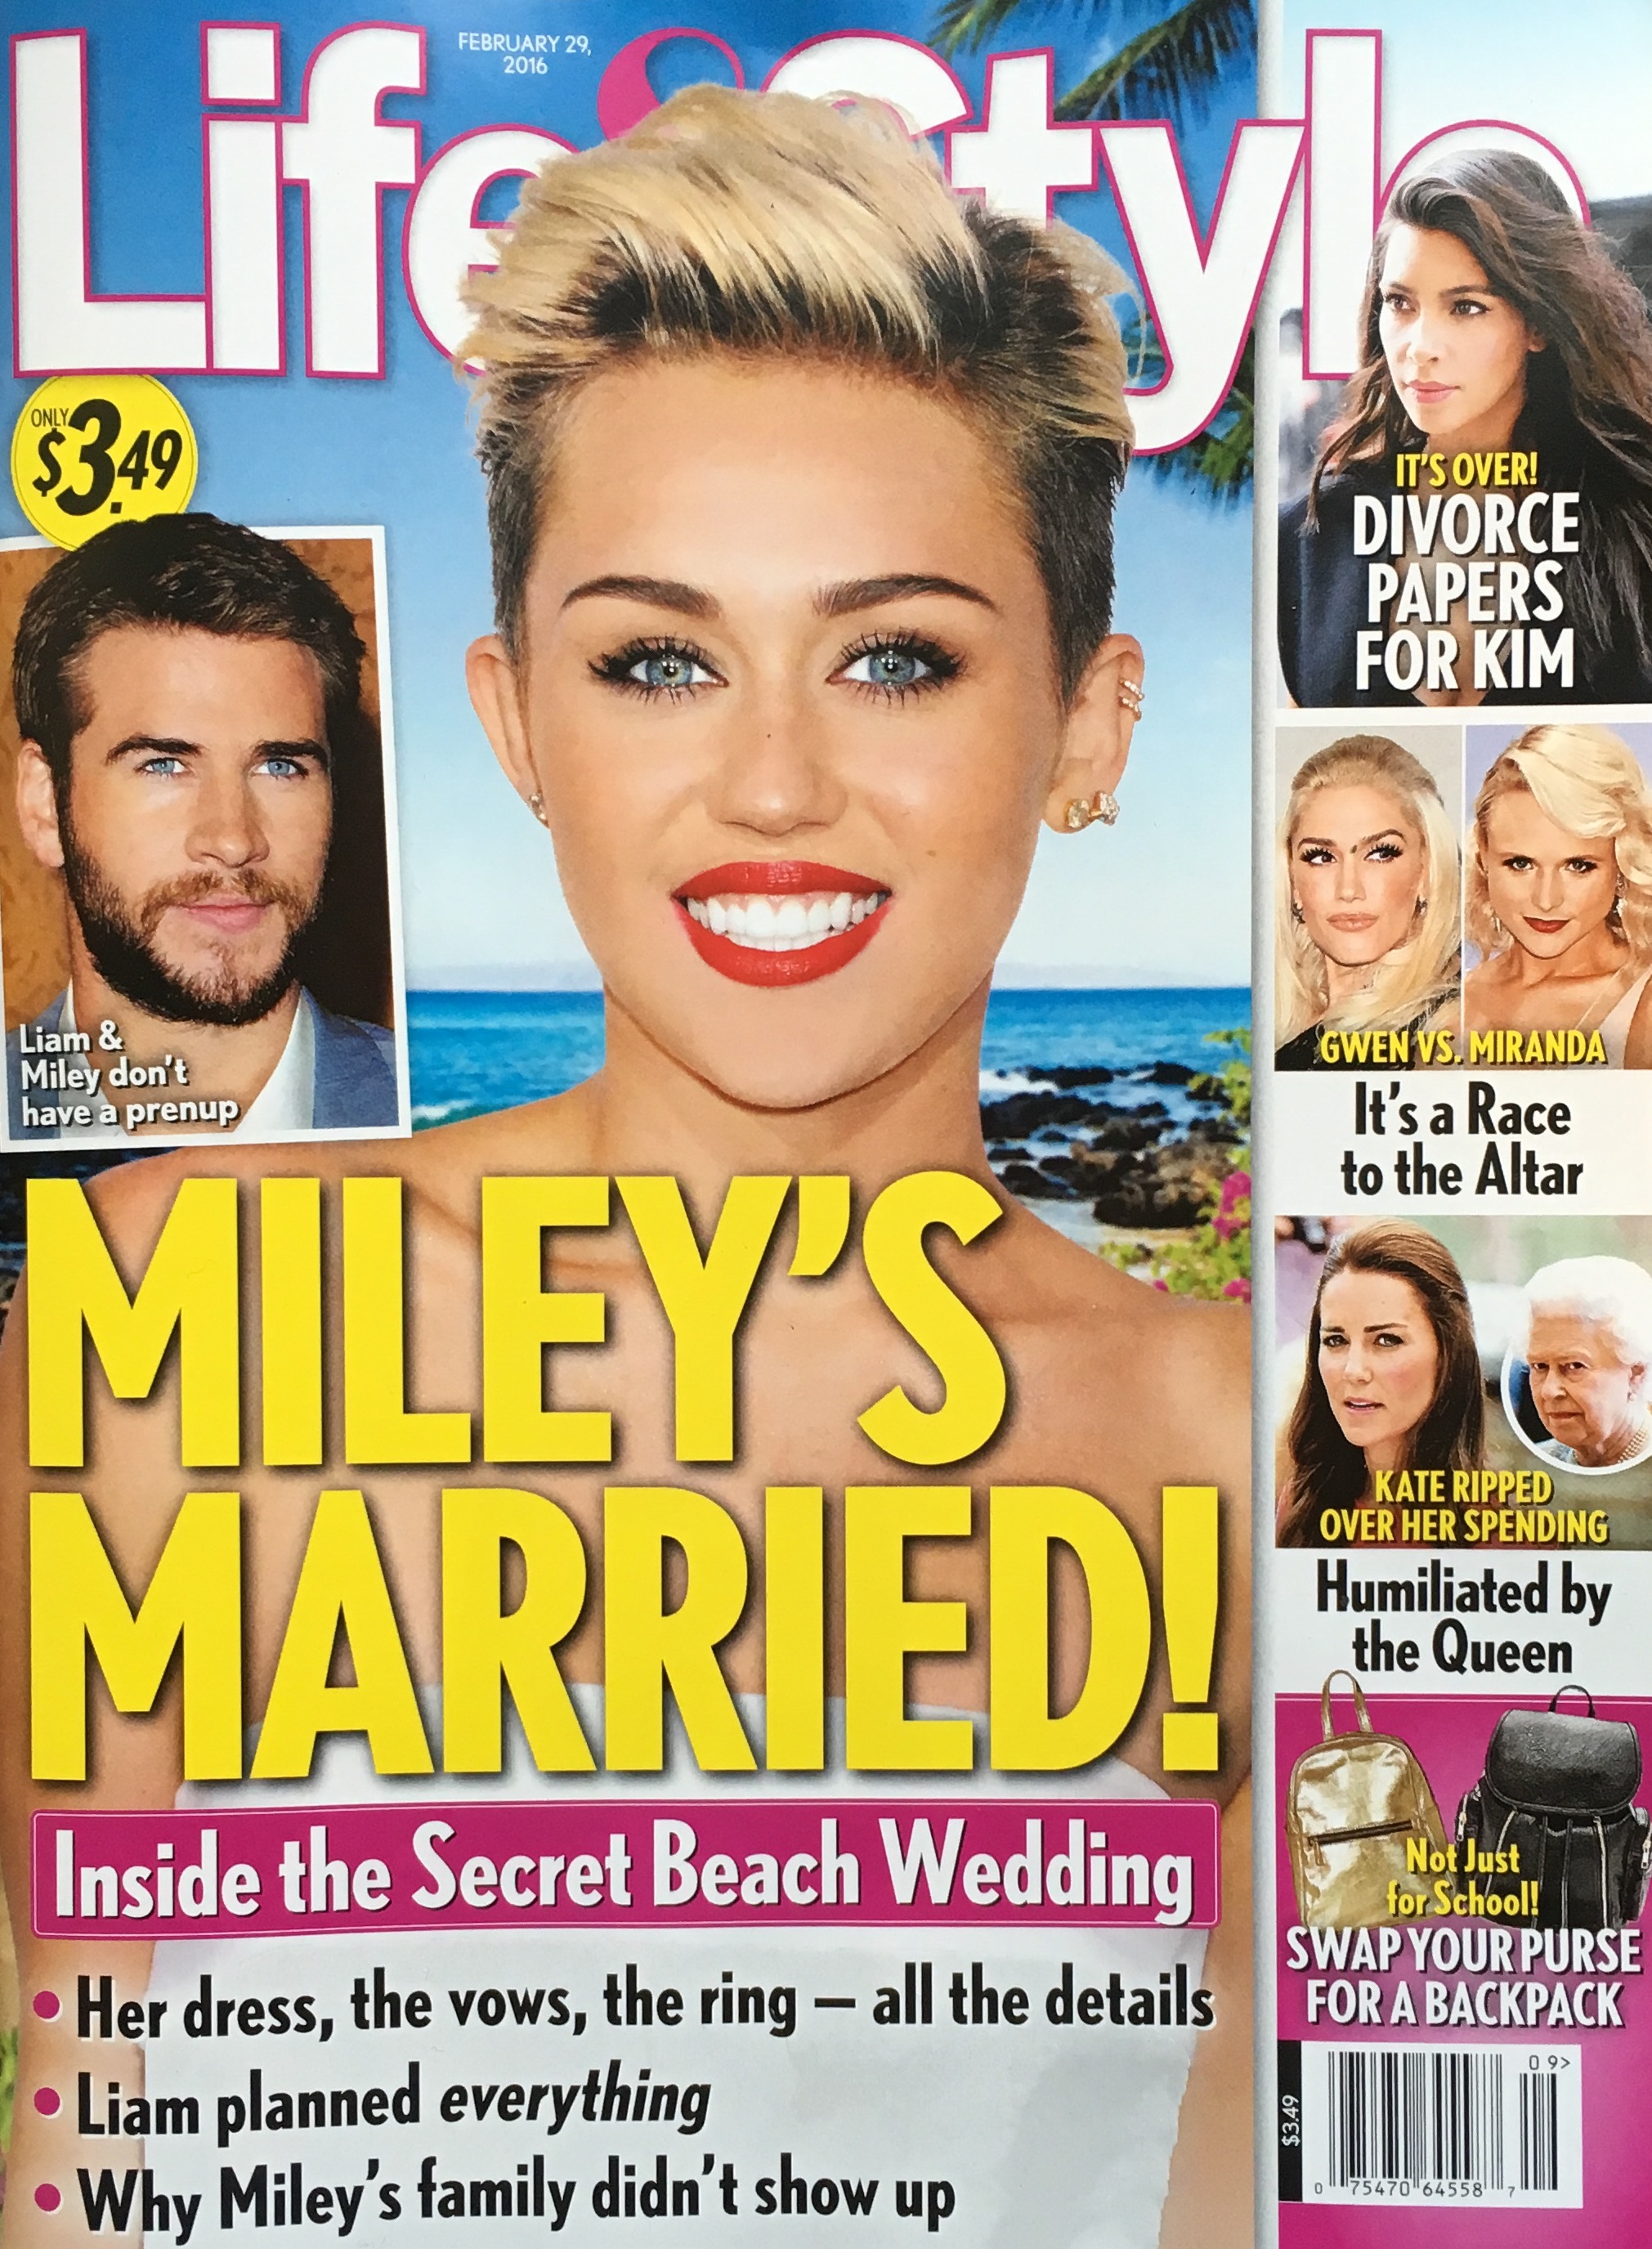 FEBRUARY 29,
2016
Life&Style
ONLY
$3.49
Liam &
Miley don't
have a prenup
MILEY'S
MARRIED!
Inside the Secret Beach Wedding
• Her dress, the vows, the ring – all the details
• Liam planned everything
• Why Miley's family didn't show up
IT'S OVER!
DIVORCE
PAPERS
FOR KIM
GWEN VS. MIRANDA
It's a Race
to the Altar
KATE RIPPED
OVER HER SPENDING
Humiliated by
the Queen
Not Just
for School!
SWAP YOUR PURSE
FOR A BACKPACK
$3.49
09>
0 75470 64558 7